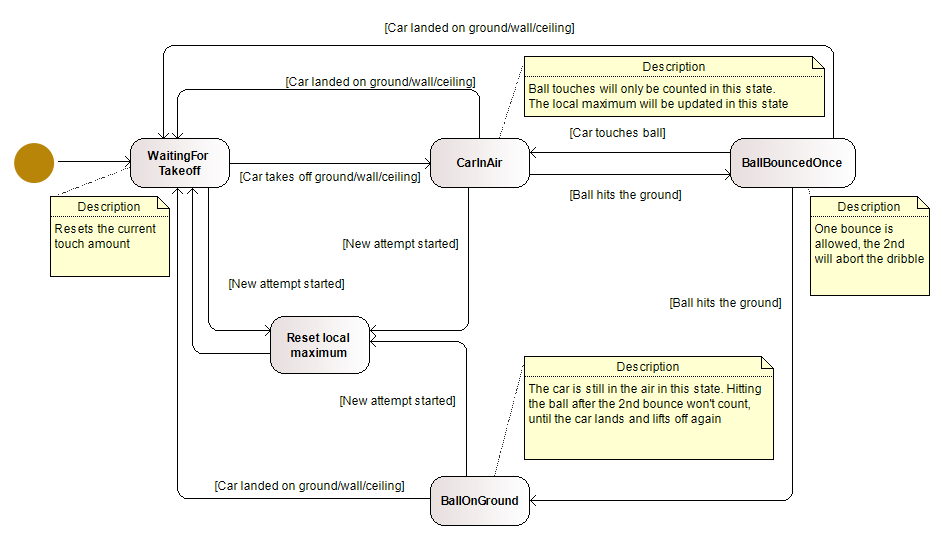 [Car landed on ground/wall/ceiling]
Description
Ball touches will only be counted in this state.
The local maximum will be updated in this state
[Car landed on ground/wall/ceiling]
[Car touches ball]
WaitingFor
Takeoff
CarInAir
BallBouncedOnce
[Car takes off ground/wall/ceiling]
[Ball hits the ground]
Description
Resets the current
touch amount
Description
One bounce is
allowed, the 2nd
will abort the dribble
[New attempt started]
[New attempt started]
[Ball hits the ground]
Reset local
maximum
Description
The car is still in the air in this state. Hitting
the ball after the 2nd bounce won't count,
until the car lands and lifts off again
[New attempt started]
[Car landed on ground/wall/ceiling]
BallOnGround